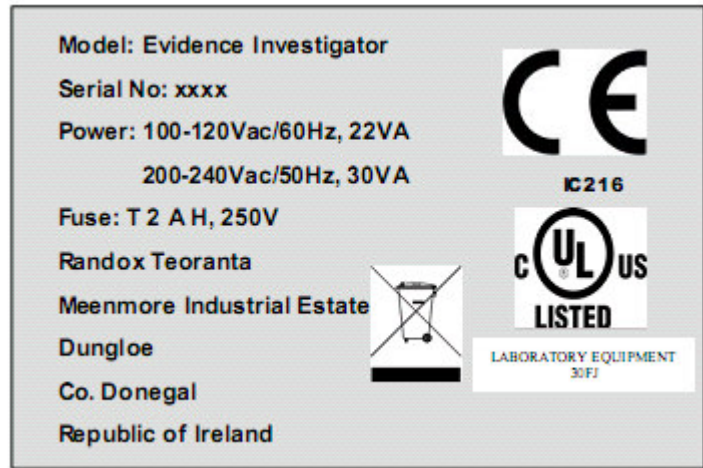 Model: Evidence Investigator
Serial No: xxxx
Power: 100-120Vac/60Hz, 22VA
200-240Vac/50Hz, 30VA
Fuse: T 2 A H, 250V
Randox Teoranta
Meenmore Industrial Estate
Dungloe
Co. Donegal
Republic of Ireland
CE
IC216
C UL ® US
LISTED
LABORATORY EQUIPMENT
30FJ